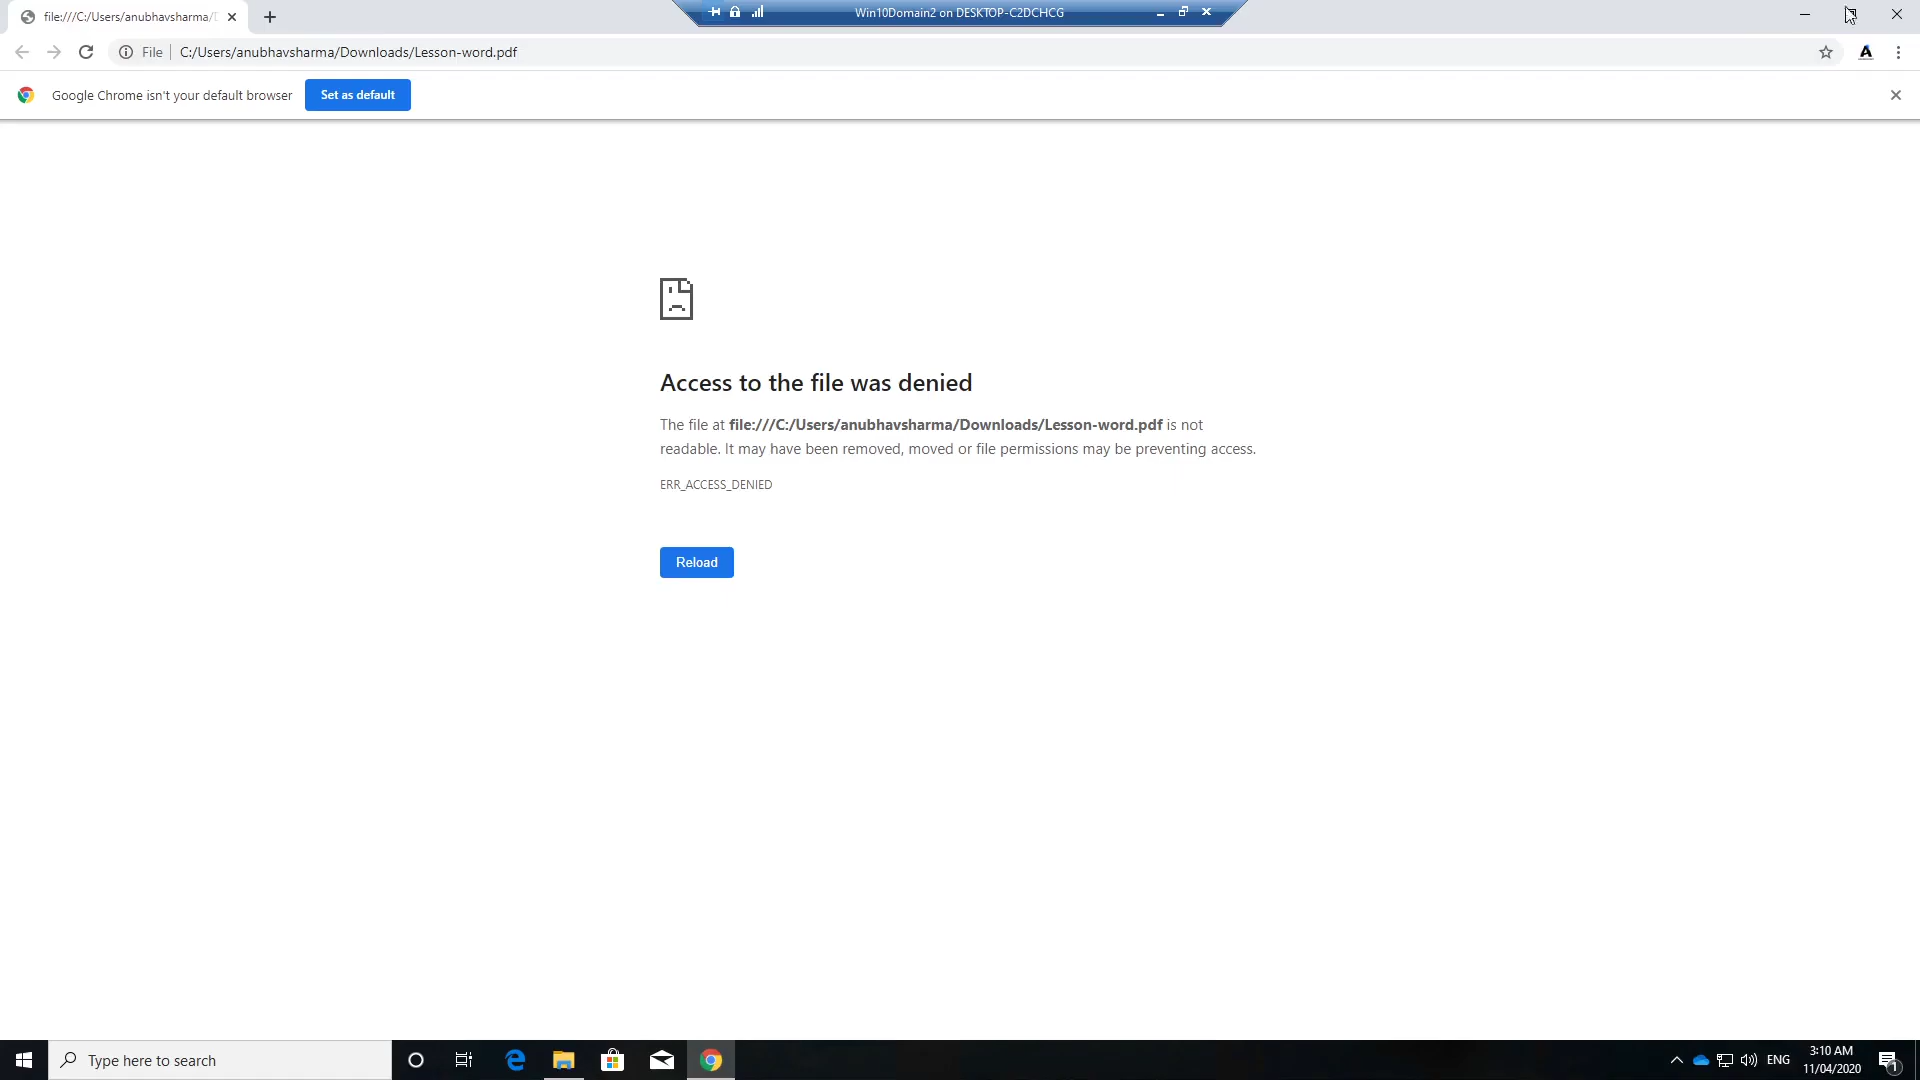 file:///C:/Users/anubhavsharma/
Win10Domain2 on DESKTOP-C2DCHCG
File
C:/Users/anubhavsharma/Downloads/Lesson-word.pdf
Google Chrome isn't your default browser
Set as default
Access to the file was denied
The file at file:///C:/Users/anubhavsharma/Downloads/Lesson-word.pdf is not
readable. It may have been removed, moved or file permissions may be preventing access.
ERR_ACCESS_DENIED
Reload
Type here to search
ENG
3:10 AM
11/04/2020
1